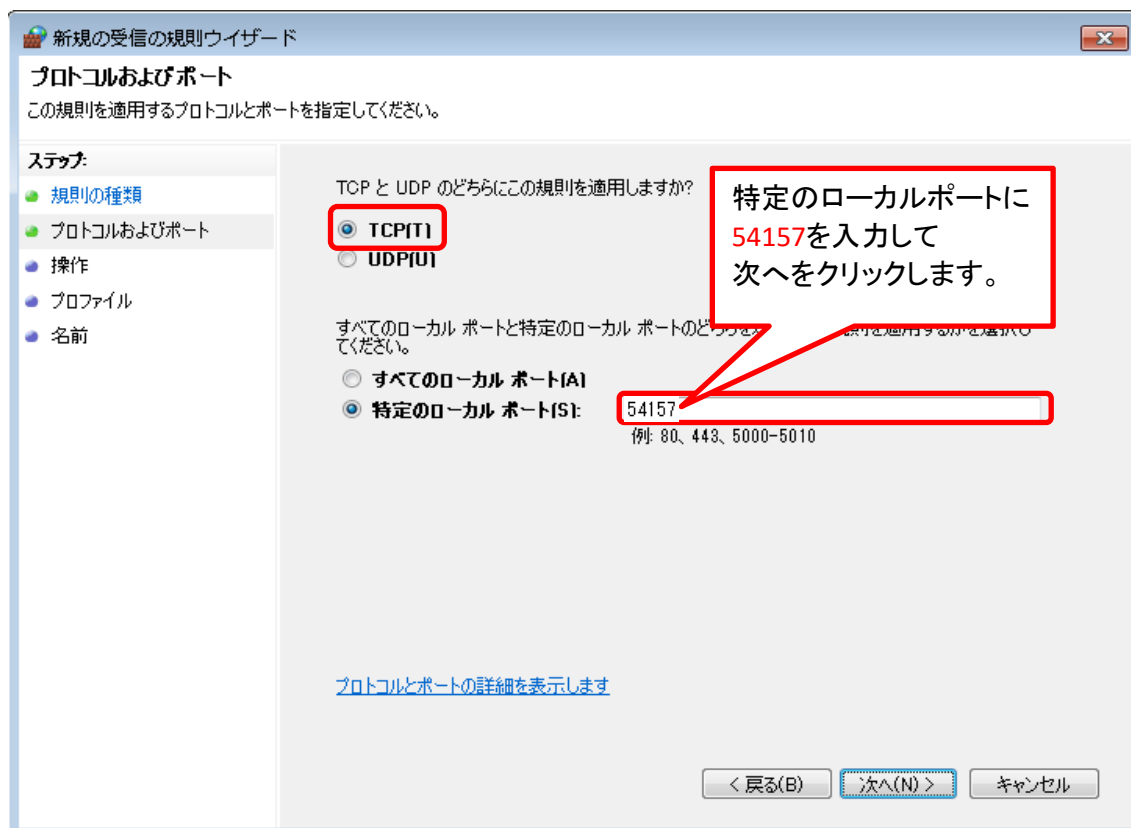 新規の受信の規則ウイザード
プロトコルおよびポート
この規則を適用するプロトコルとポートを指定してください。
ステップ:
規則の種類
プロトコルおよびポート
操作
プロファイル
名前
TCP と UDP のどちらにこの規則を適用しますか?
TCP(T)
UDP(U)
特定のローカルポートに
54157を入力して
次へをクリックします。
すべてのローカル ポートと特定のローカル ポートのど
規則を適用するかを選択し
てください。
すべてのローカル ポート(A)
特定のローカル ポート(S):
54157
例: 80、443、5000-5010
プロトコルとポートの詳細を表示します
< 戻る(B)
次へ(N) >
キャンセル